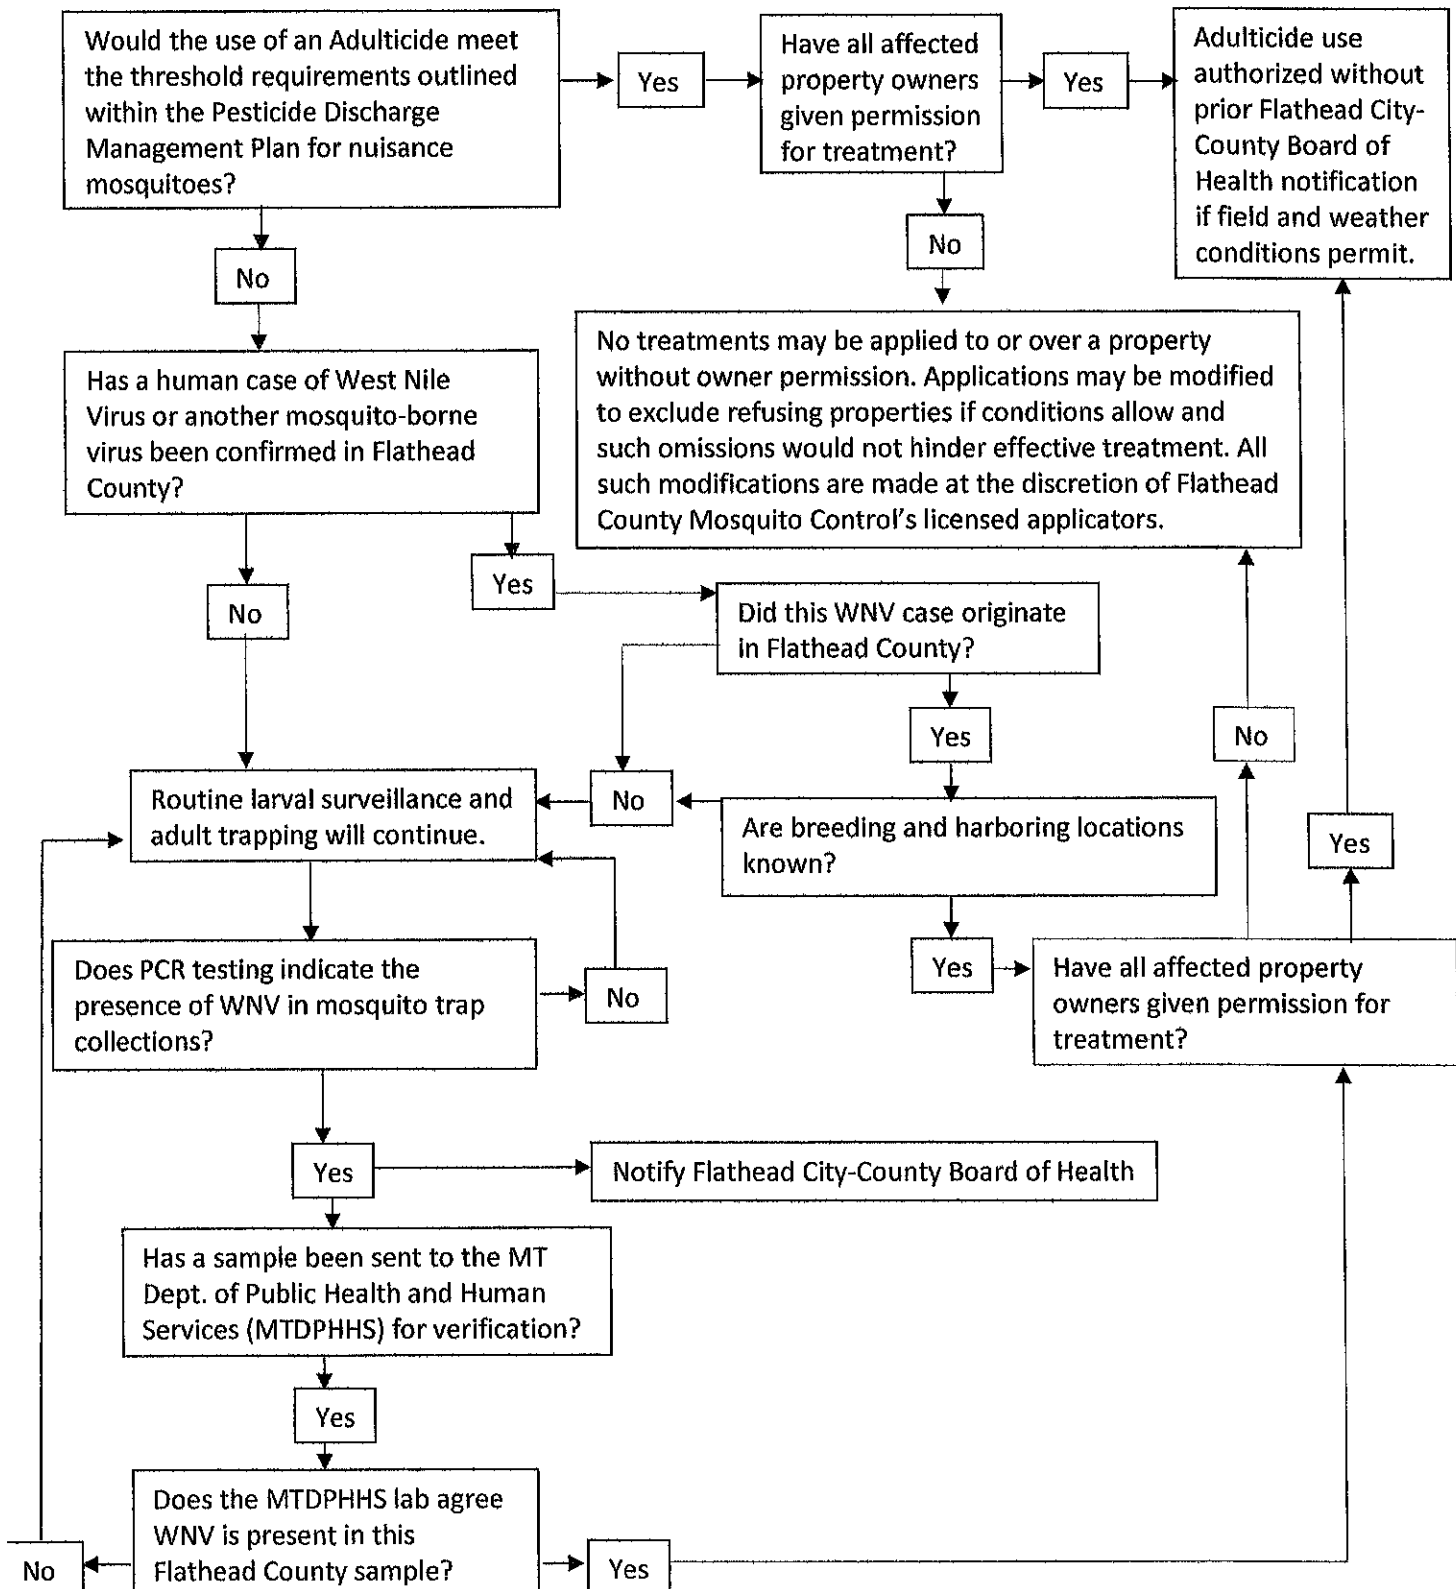 Would the use of an Adulticide meet
the threshold requirements outlined
within the Pesticide Discharge
Management Plan for nuisance
mosquitoes?
Yes
Have all affected
property owners
given permission
for treatment?
Yes
Adulticide use
authorized without
prior Flathead City-
County Board of
Health notification
if field and weather
conditions permit.
No
No
Has a human case of West Nile
Virus or another mosquito-borne
virus been confirmed in Flathead
County?
No treatments may be applied to or over a property
without owner permission. Applications may be modified
to exclude refusing properties if conditions allow and
such omissions would not hinder effective treatment. All
such modifications are made at the discretion of Flathead
County Mosquito Control's licensed applicators.
No
Yes
Did this WNV case originate
in Flathead County?
Yes
No
Routine larval surveillance and
adult trapping will continue.
No
Are breeding and harboring locations
known?
Yes
Does PCR testing indicate the
presence of WNV in mosquito trap
collections?
No
Yes
Have all affected property
owners given permission for
treatment?
Yes
Notify Flathead City-County Board of Health
Has a sample been sent to the MT
Dept. of Public Health and Human
Services (MTDPHHS) for verification?
Yes
Does the MTDPHHS lab agree
WNV is present in this
Flathead County sample?
No
Yes